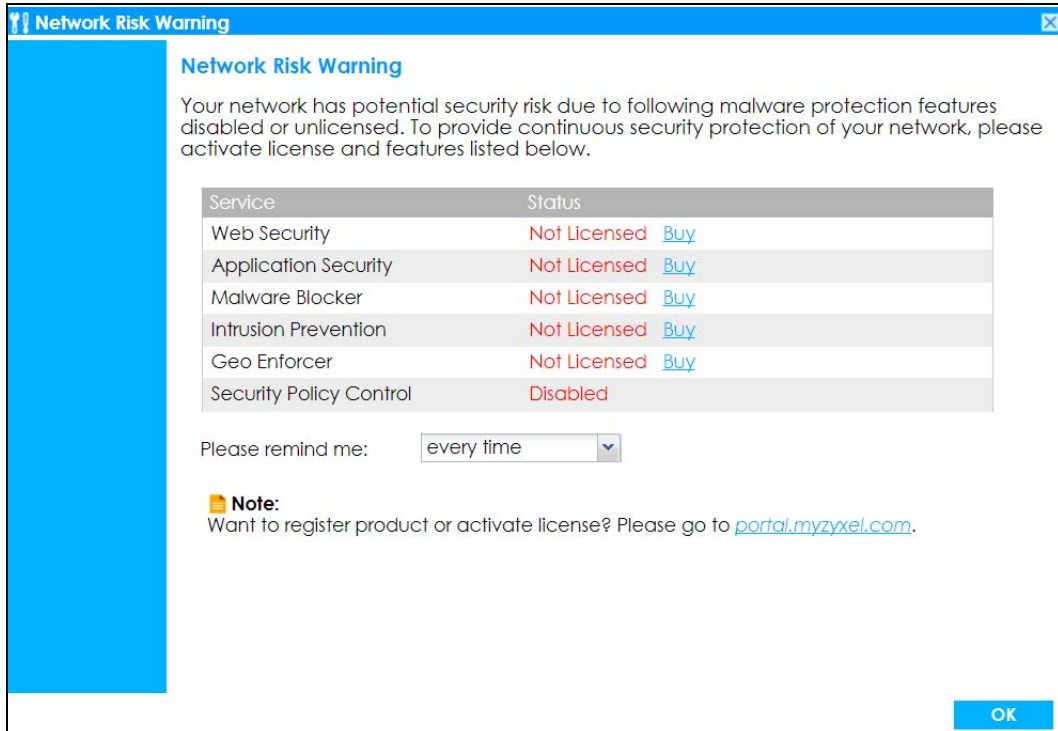 Network Risk Warning
Network Risk Warning
Your network has potential security risk due to following malware protection features
disabled or unlicensed. To provide continuous security protection of your network, please
activate license and features listed below.
Service Status
Web Security Not Licensed Buy
Application Security Not Licensed Buy
Malware Blocker Not Licensed Buy
Intrusion Prevention Not Licensed Buy
Geo Enforcer Not Licensed Buy
Security Policy Control Disabled
Please remind me: every time
Note:
Want to register product or activate license? Please go to portal.myzyxel.com.
OK